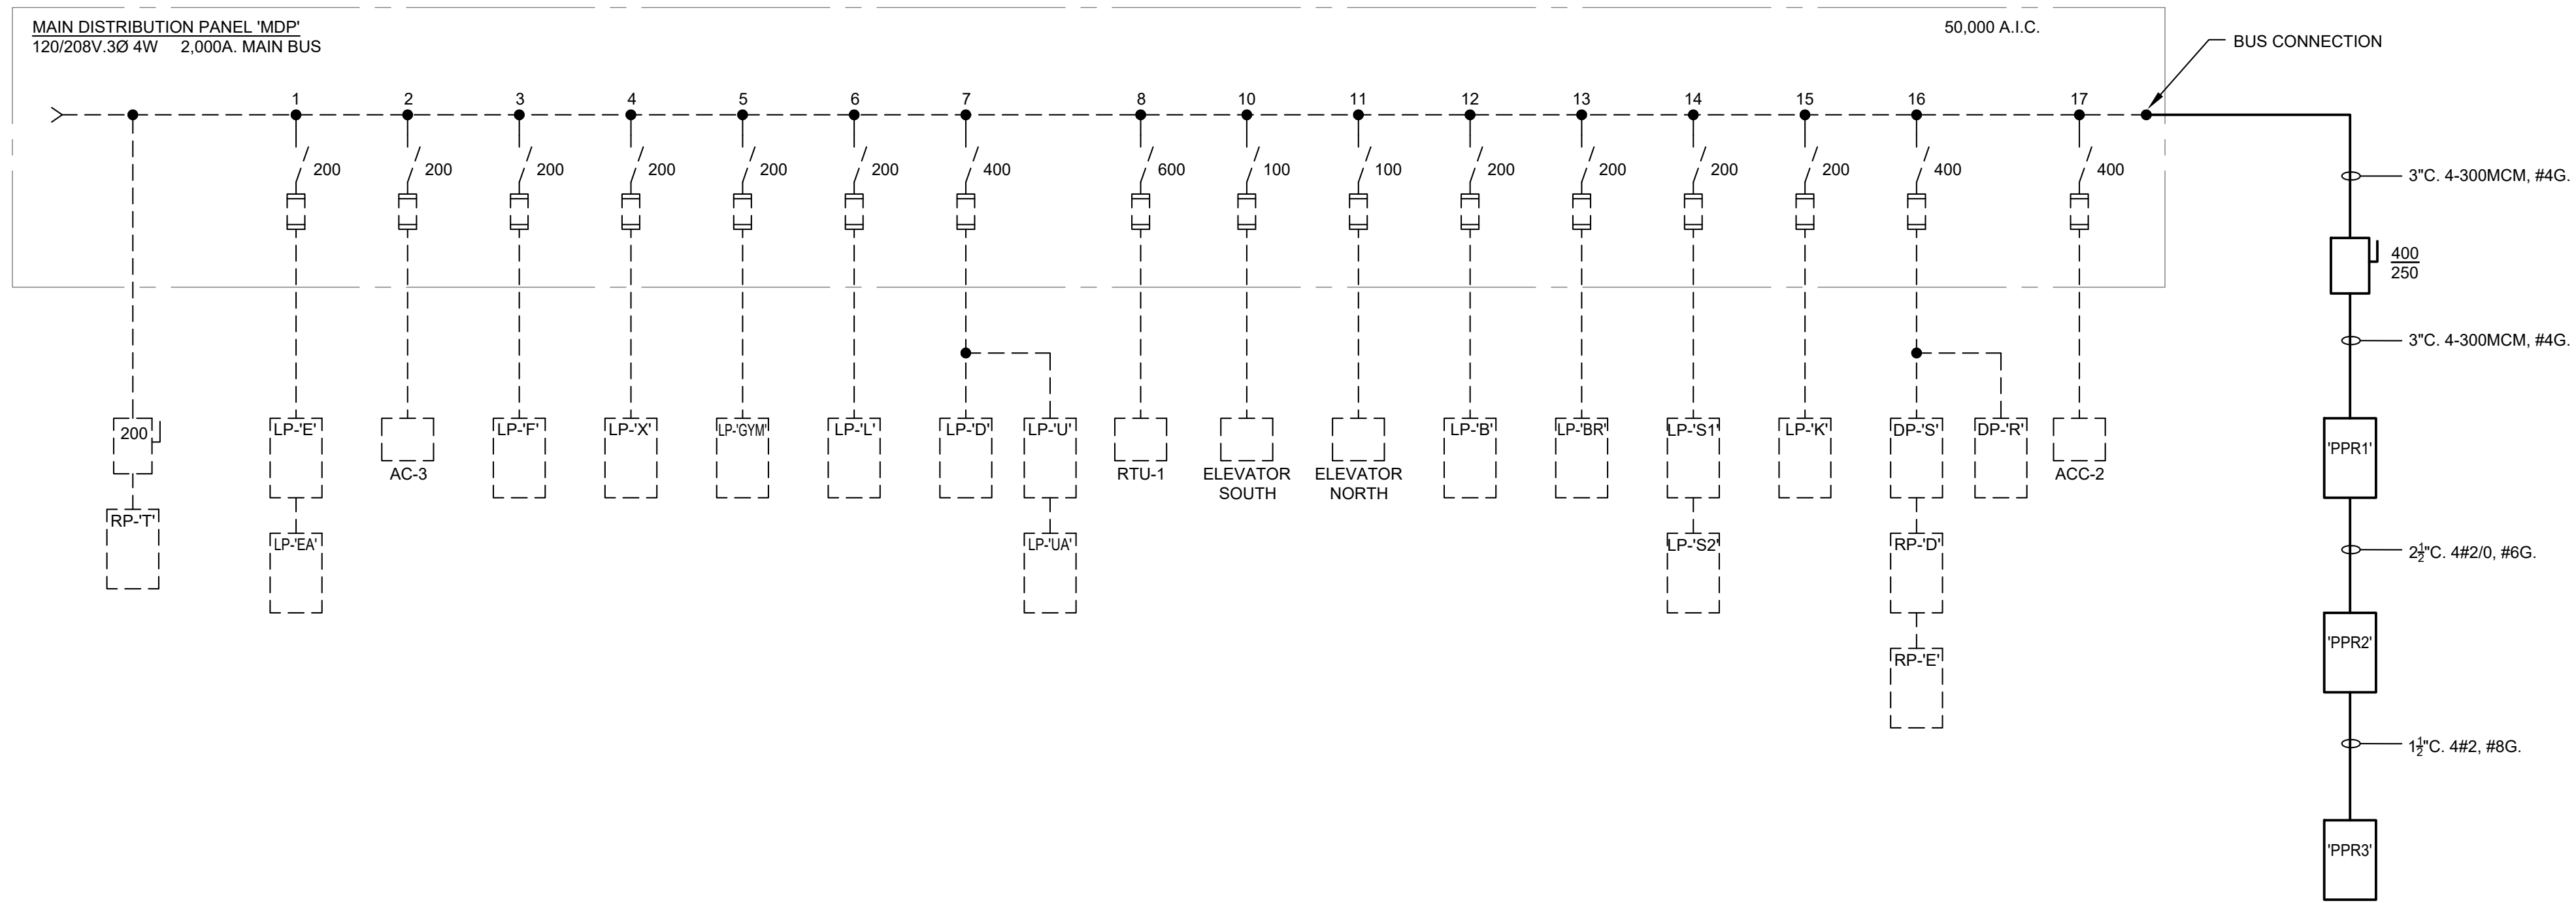 MAIN DISTRIBUTION PANEL 'MDP'
120/208V.3Ø 4W 2,000A. MAIN BUS
50,000 A.I.C.
BUS CONNECTION
1 2 3 4 5 6 7 8 10 11 12 13 14 15 16 17
200 200 200 200 200 200 400 600 100 100 200 200 200 200 400 400
3"C. 4-300MCM, #4G.
400
250
3"C. 4-300MCM, #4G.
200 LP-'E' LP-'F' LP-'X' LP-'GYM' LP-'L' LP-'D' LP-'U' LP-'B' LP-'BR' LP-'S1' LP-'K' DP-'S' DP-'R' 'PPR1'
AC-3 RTU-1 ELEVATOR ELEVATOR ACC-2
SOUTH NORTH
RP-'T'
LP-'EA' LP-'UA' LP-'S2' RP-'D'
2½"C. 4#2/0, #6G.
'PPR2'
RP-'E'
1½"C. 4#2, #8G.
'PPR3'